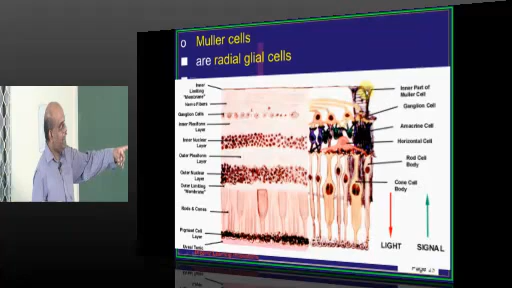 o Muller cells
are radial glial cells
Inner
Limiting
"Membrane"
Nerve Fibers
Ganglion Cells
Inner Plexiform
Layer
Inner Nuclear
Layer
Outer Plexiform
Layer
Outer Nuclear
Layer
Outer Limiting
"Membrane"
Rods & Cones
Pigment Cell
Layer
Inner Part of
Muller Cell
Ganglion Cell
Amacrine Cell
Horizontal Cell
Rod Cell
Body
Cone Cell
Body
LIGHT
SIGNAL